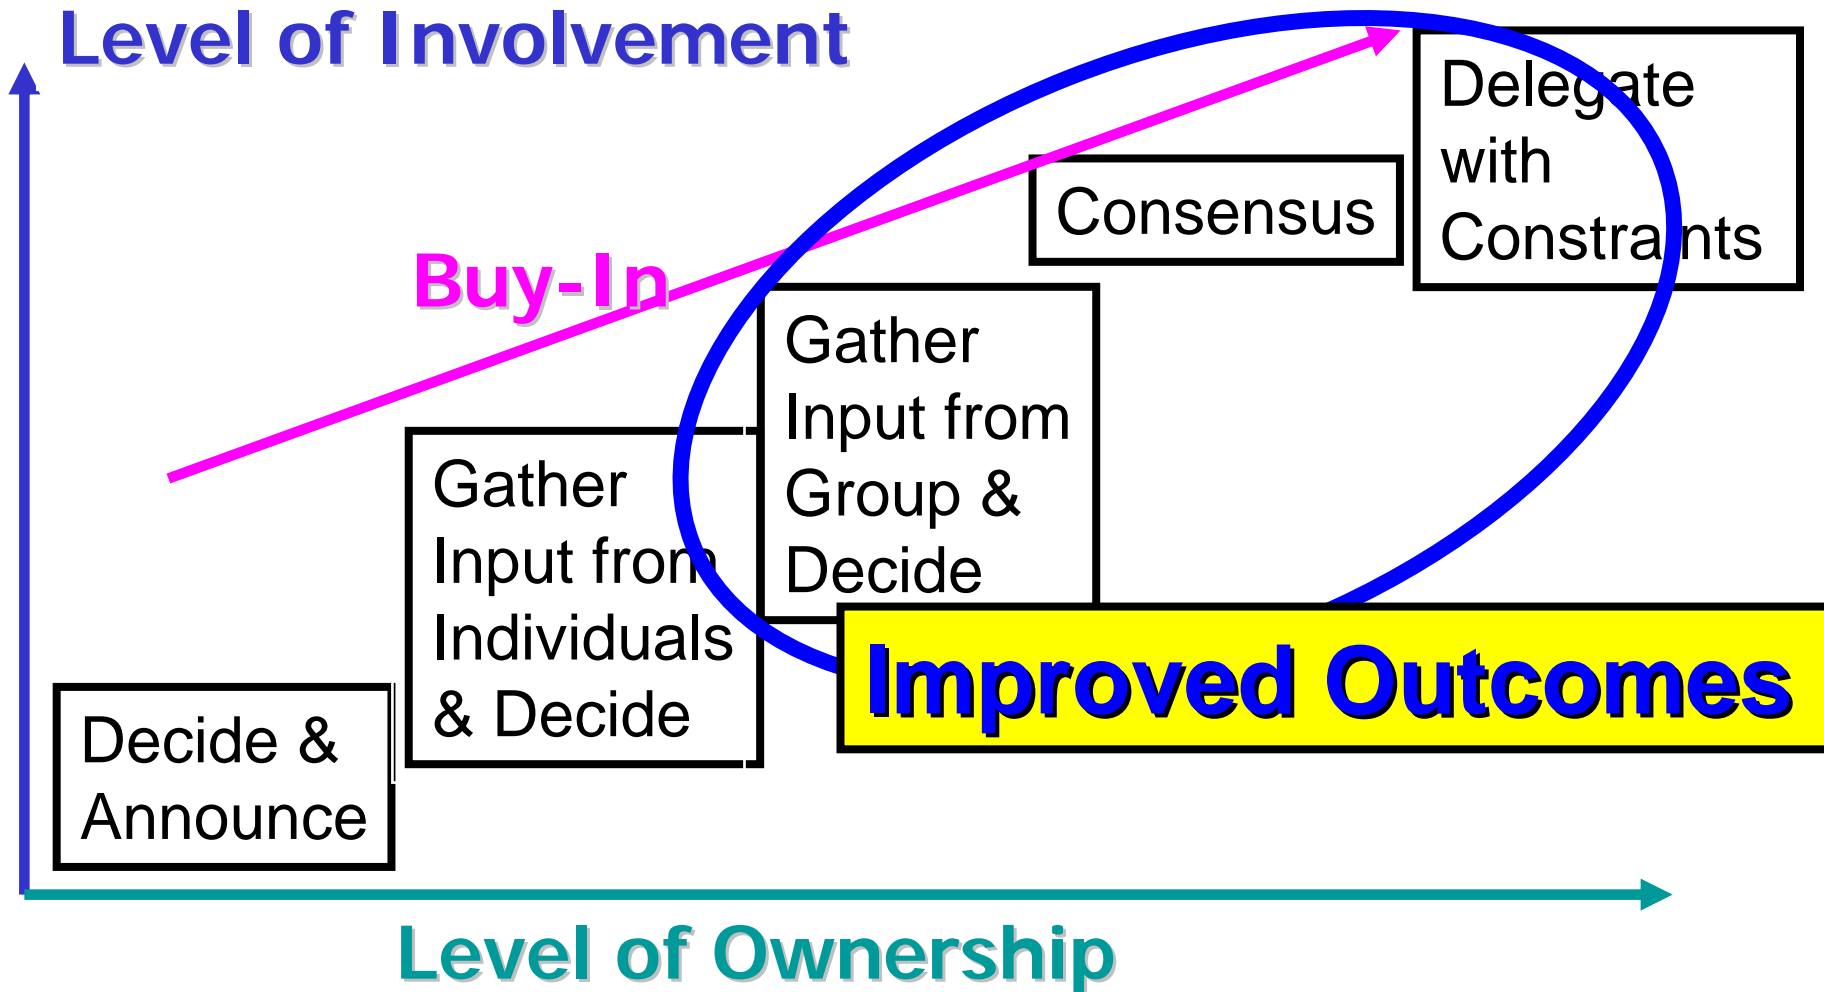 Level of Involvement
Delegate
with
Constraints
Consensus
Buy-In
Gather
Input from
Group &
Decide
Gather
Input from
Individuals
& Decide
Improved Outcomes
Decide &
Announce
Level of Ownership